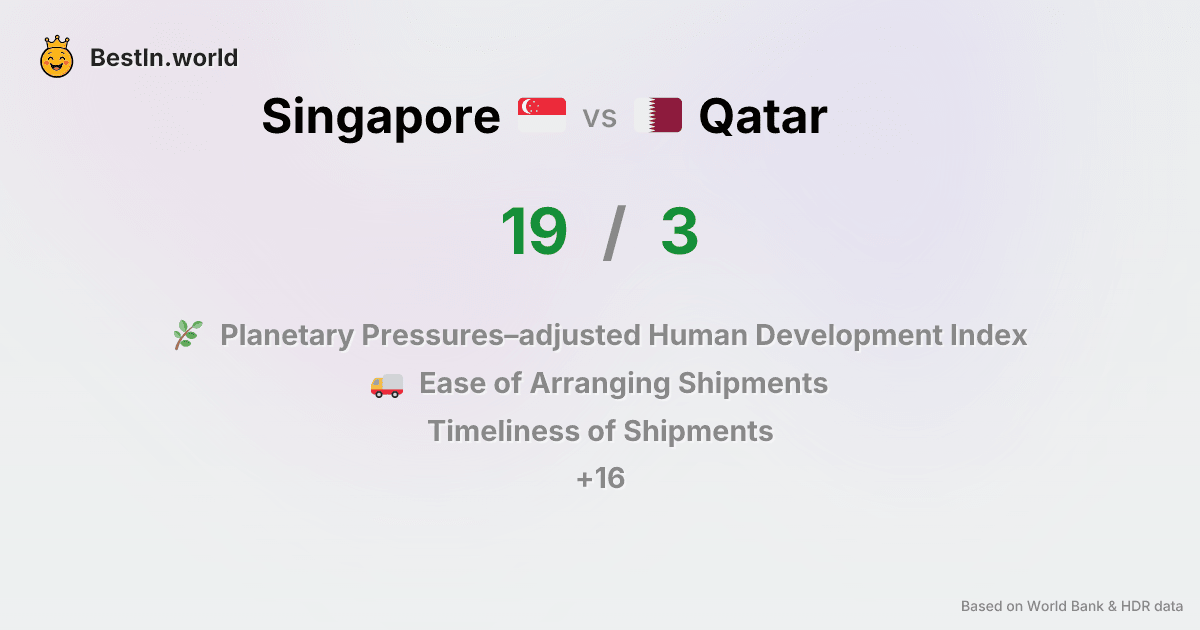 BestIn.world
Singapore vs Qatar
19 / 3
Planetary Pressures–adjusted Human Development Index
Ease of Arranging Shipments
Timeliness of Shipments
+16
Based on World Bank & HDR data